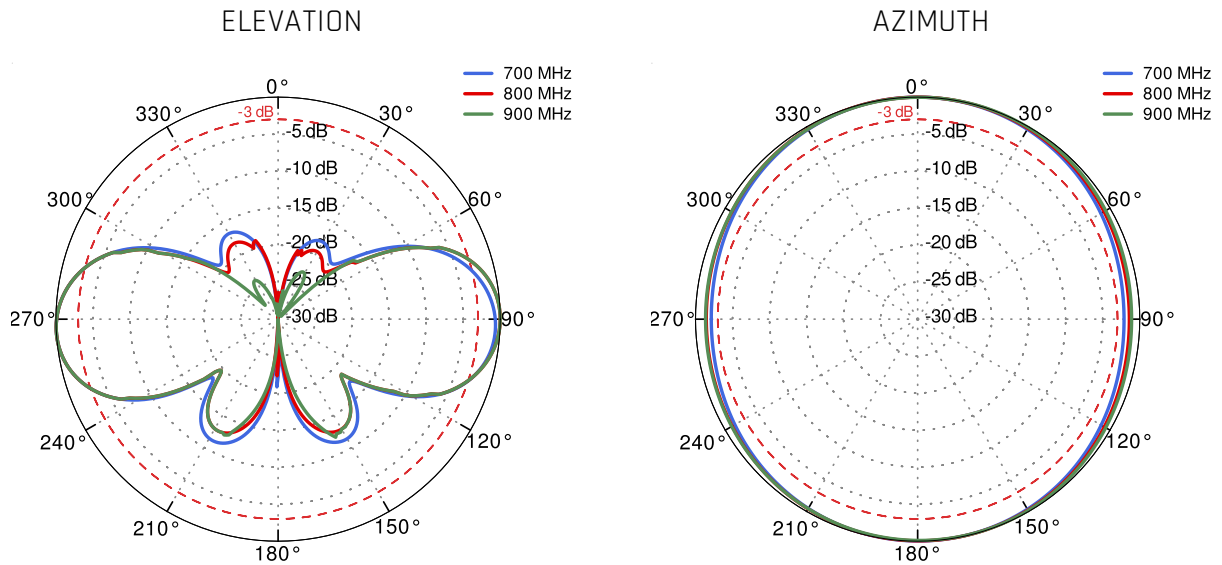 ELEVATION
700 MHz
800 MHz
900 MHz
0°
-3 dB
330°
30°
-5 dB
-10 dB
300°
60°
-15 dB
-20 dB
-25 dB
-30 dB
270°
90°
240°
120°
210°
150°
180°
AZIMUTH
700 MHz
800 MHz
900 MHz
0°
-3 dB
330°
30°
-5 dB
-10 dB
300°
60°
-15 dB
-20 dB
-25 dB
-30 dB
270°
90°
240°
120°
210°
150°
180°